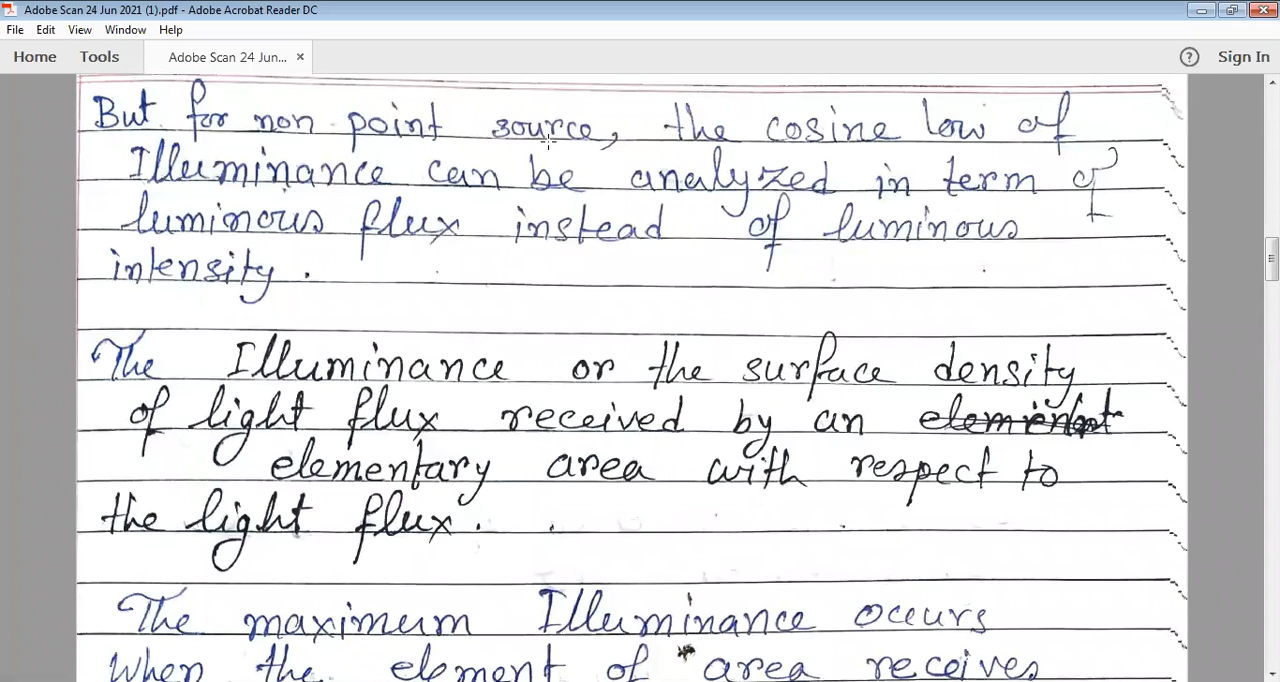 Adobe Scan 24 Jun 2021 (1).pdf - Adobe Acrobat Reader DC
File Edit View Window Help
Home Tools Adobe Scan 24 Jun... × ? Sign In
But for non point source, the cosine low of
Illuminance can be analyzed in term of
luminous flux instead of luminous
intensity.
The Illuminance or the surface density
of light flux received by an
elementary area with respect to
the light flux.
The maximum Illuminance occurs
When the element of area receives